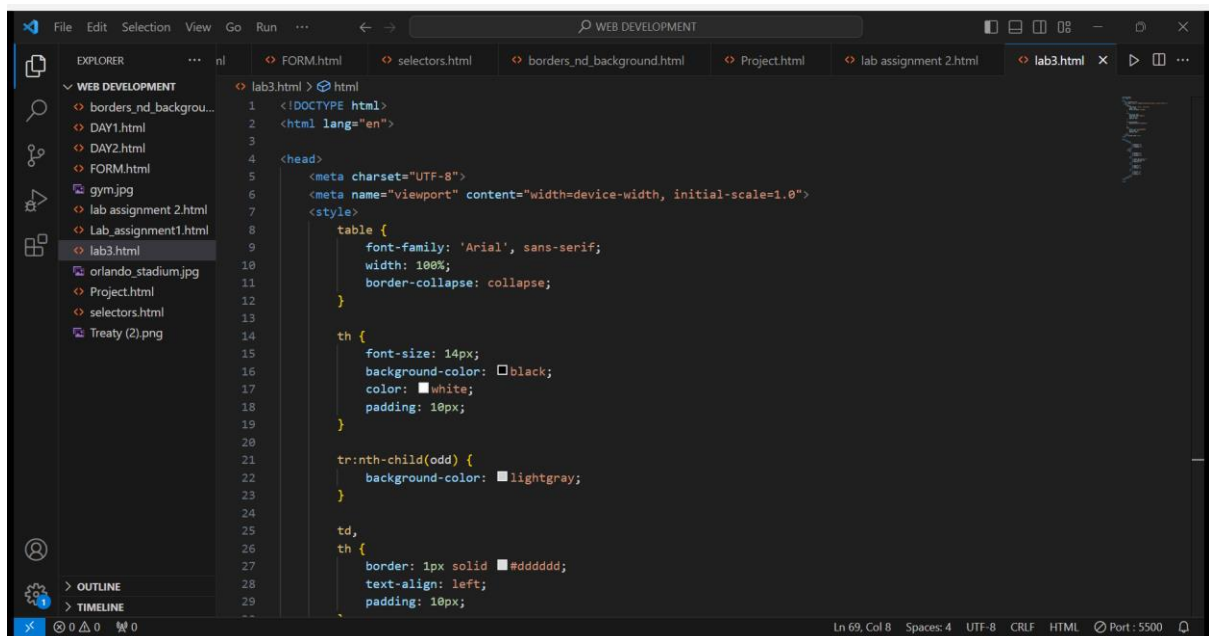 File Edit Selection View Go Run ··· WEB DEVELOPMENT
EXPLORER ··· nl FORM.html selectors.html borders_nd_background.html Project.html lab assignment 2.html lab3.html
WEB DEVELOPMENT
borders_nd_backgrou...
DAY1.html
DAY2.html
FORM.html
gym.jpg
lab assignment 2.html
Lab_assignment1.html
lab3.html
orlando_stadium.jpg
Project.html
selectors.html
Treaty (2).png
OUTLINE
TIMELINE
lab3.html > html
1 <!DOCTYPE html>
2 <html lang="en">
3
4 <head>
5 <meta charset="UTF-8">
6 <meta name="viewport" content="width=device-width, initial-scale=1.0">
7 <style>
8 table {
9 font-family: 'Arial', sans-serif;
10 width: 100%;
11 border-collapse: collapse;
12 }
13
14 th {
15 font-size: 14px;
16 background-color: black;
17 color: white;
18 padding: 10px;
19 }
20
21 tr:nth-child(odd) {
22 background-color: lightgray;
23 }
24
25 td,
26 th {
27 border: 1px solid #dddddd;
28 text-align: left;
29 padding: 10px;
1
0 0 0 Ln 69, Col 8 Spaces: 4 UTF-8 CRLF HTML Port : 5500